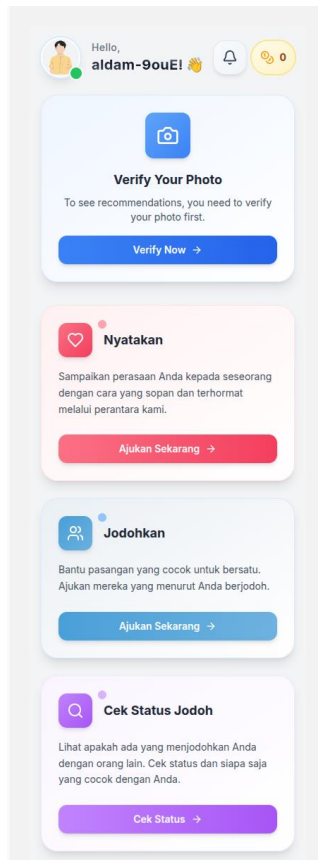 Hello,
aldam-9ouE! 👋
0
Verify Your Photo
To see recommendations, you need to verify
your photo first.
Verify Now →
Nyatakan
Sampaikan perasaan Anda kepada seseorang
dengan cara yang sopan dan terhormat
melalui perantara kami.
Ajukan Sekarang →
Jodohkan
Bantu pasangan yang cocok untuk bersatu.
Ajukan mereka yang menurut Anda berjodoh.
Ajukan Sekarang →
Cek Status Jodoh
Lihat apakah ada yang menjodohkan Anda
dengan orang lain. Cek status dan siapa saja
yang cocok dengan Anda.
Cek Status →